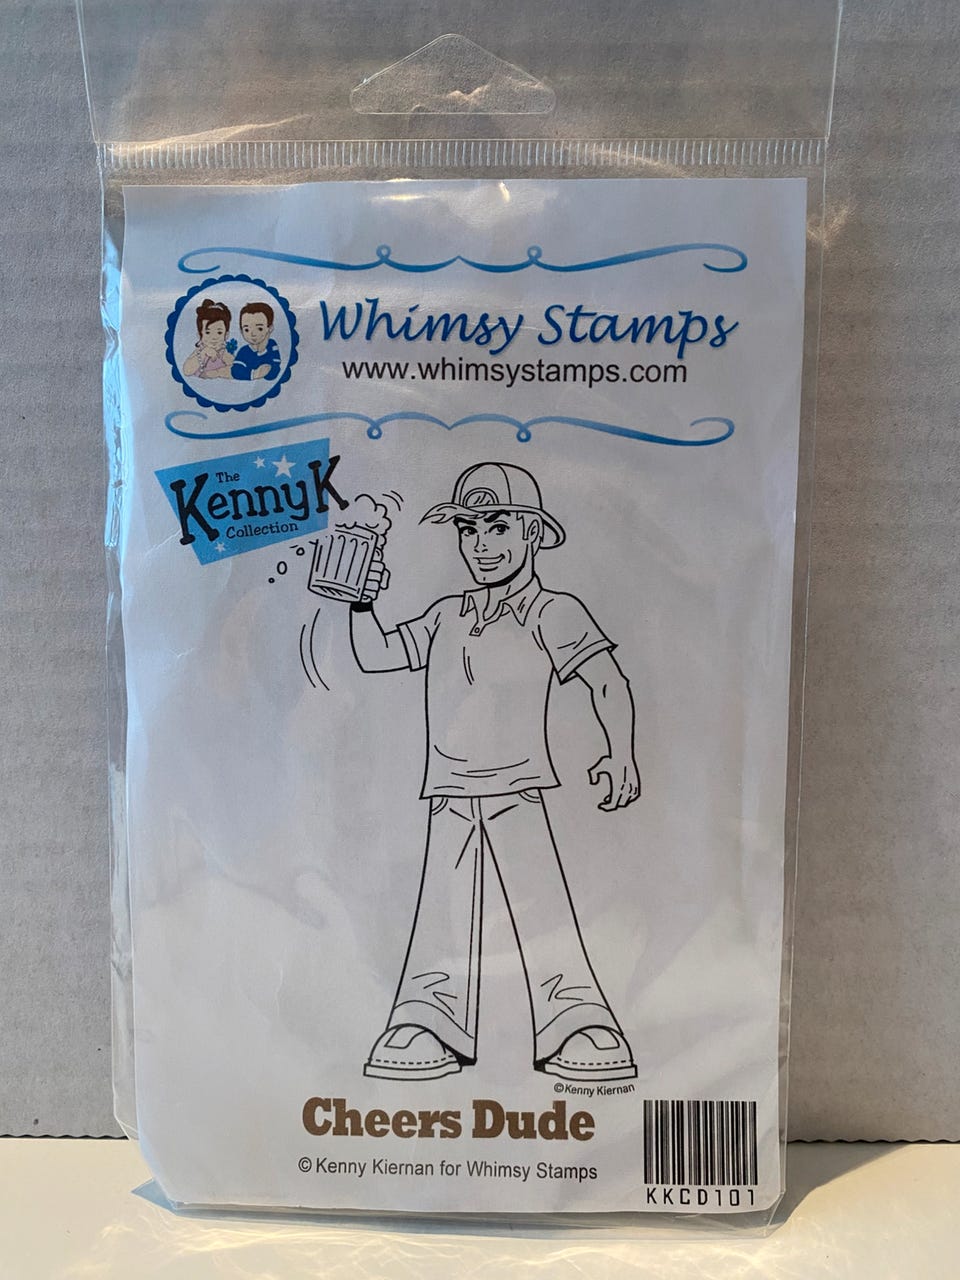 Whimsy Stamps
www.whimsystamps.com
The
KennyK
Collection
©Kenny Kiernan
Cheers Dude
© Kenny Kiernan for Whimsy Stamps
KKCD101